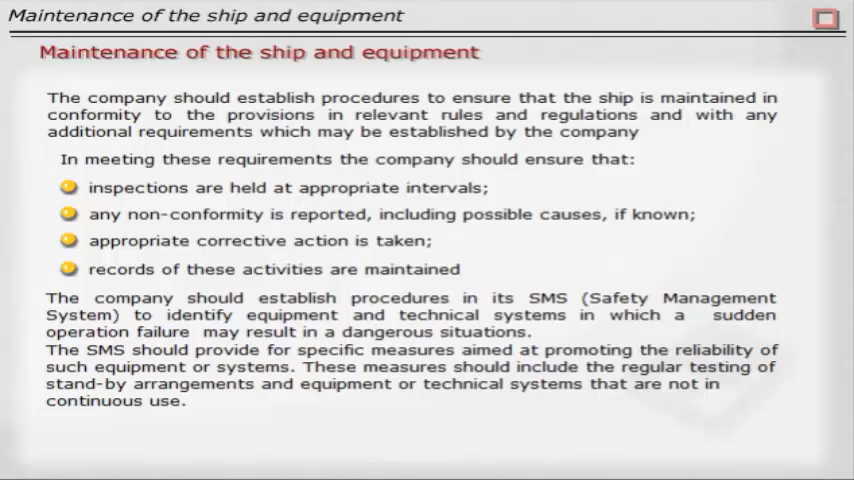 Maintenance of the ship and equipment
Maintenance of the ship and equipment
The company should establish procedures to ensure that the ship is maintained in
conformity to the provisions in relevant rules and regulations and with any
additional requirements which may be established by the company
In meeting these requirements the company should ensure that:
inspections are held at appropriate intervals;
any non-conformity is reported, including possible causes, if known;
appropriate corrective action is taken;
records of these activities are maintained
The company should establish procedures in its SMS (Safety Management
System) to identify equipment and technical systems in which a sudden
operation failure may result in a dangerous situations.
The SMS should provide for specific measures aimed at promoting the reliability of
such equipment or systems. These measures should include the regular testing of
stand-by arrangements and equipment or technical systems that are not in
continuous use.